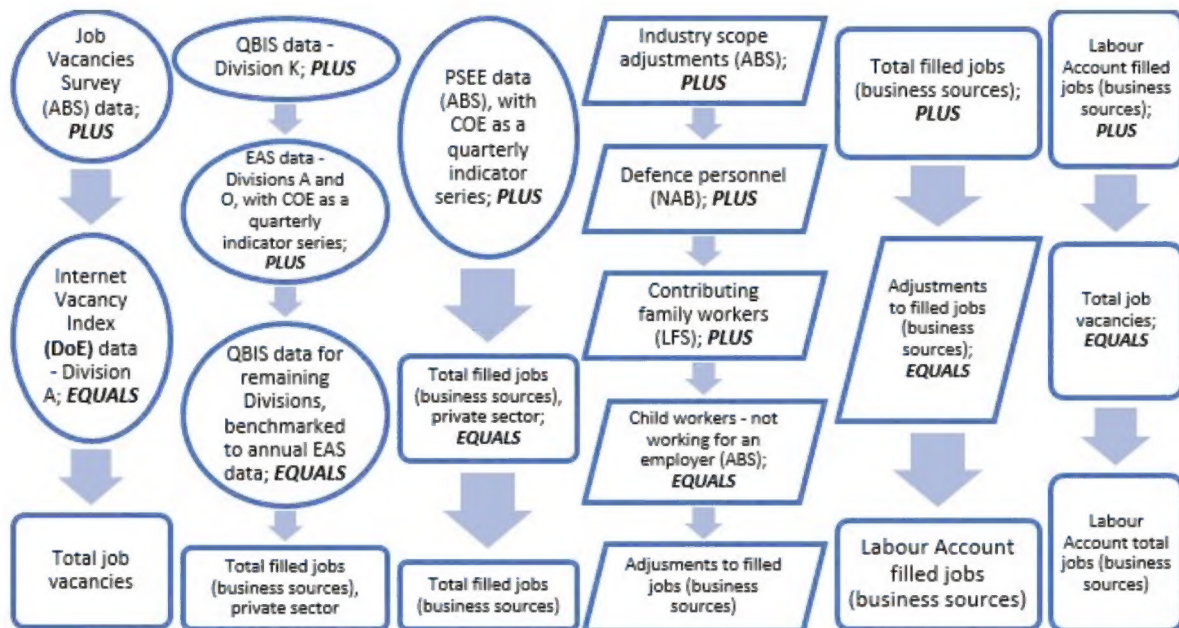 Job
Vacancies
Survey
(ABS) data;
PLUS
Internet
Vacancy
Index
(DoE) data
- Division
A; EQUALS
Total job
vacancies
QBIS data -
Division K; PLUS
EAS data -
Divisions A and
O, with COE as a
quarterly
indicator series;
PLUS
QBIS data for
remaining
Divisions,
benchmarked
to annual EAS
data; EQUALS
Total filled jobs
(business sources),
private sector
PSEE data
(ABS), with
COE as a
quarterly
indicator
series; PLUS
Total filled jobs
(business sources),
private sector;
EQUALS
Total filled jobs
(business sources)
Industry scope
adjustments (ABS);
PLUS
Defence personnel
(NAB); PLUS
Contributing
family workers
(LFS); PLUS
Child workers - not
working for an
employer (ABS);
EQUALS
Adjusments to filled
jobs (business
sources)
Total filled jobs
(business sources);
PLUS
Adjustments
to filled jobs
(business
sources);
EQUALS
Labour Account
filled jobs
(business sources)
Labour
Account filled
jobs (business
sources);
PLUS
Total job
vacancies;
EQUALS
Labour
Account total
jobs (business
sources)